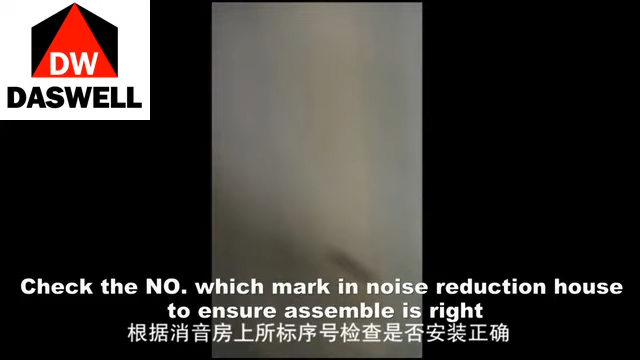 DW
DASWELL
Check the NO. which mark in noise reduction house
to ensure assemble is right
根据消音房上所标序号检查是否安装正确